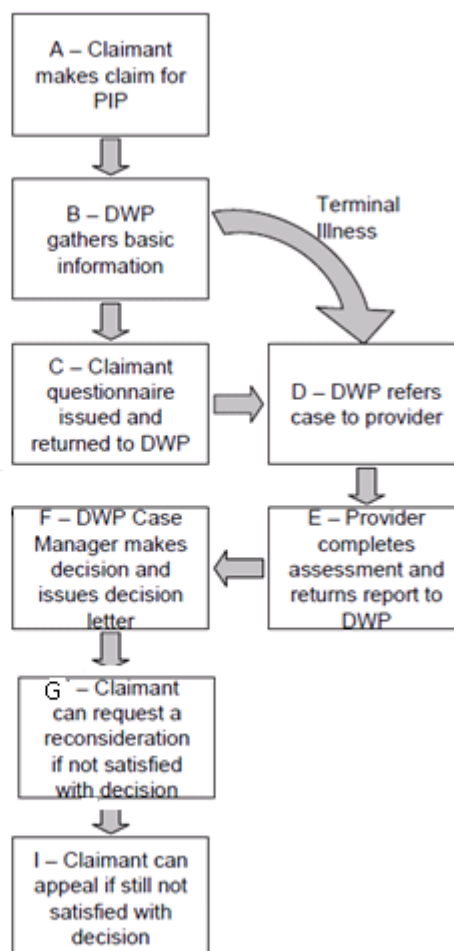 A – Claimant
makes claim for
PIP
B – DWP
gathers basic
information
Terminal
Illness
C – Claimant
questionnaire
issued and
returned to DWP
D – DWP refers
case to provider
E – Provider
completes
assessment and
returns report to
DWP
F – DWP Case
Manager makes
decision and
issues decision
letter
G – Claimant
can request a
reconsideration
if not satisfied
with decision
I – Claimant can
appeal if still not
satisfied with
decision